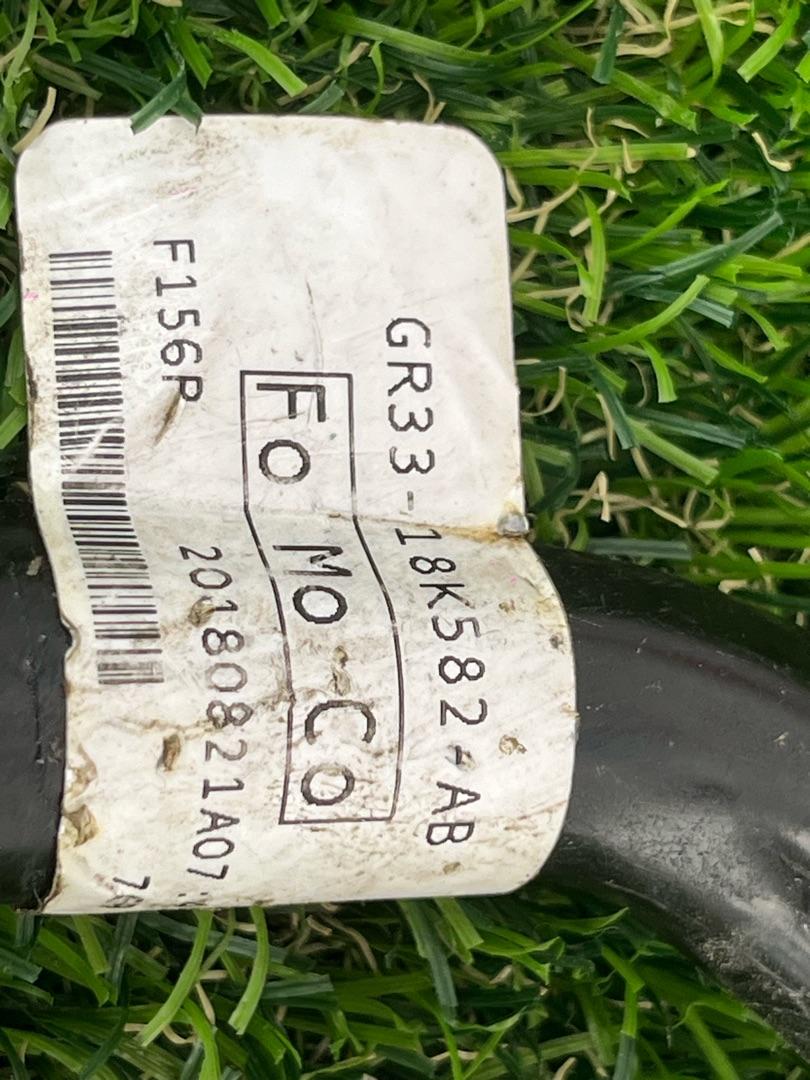 GR33-18K582-AB
FO MO CO
F156P 20180821A07